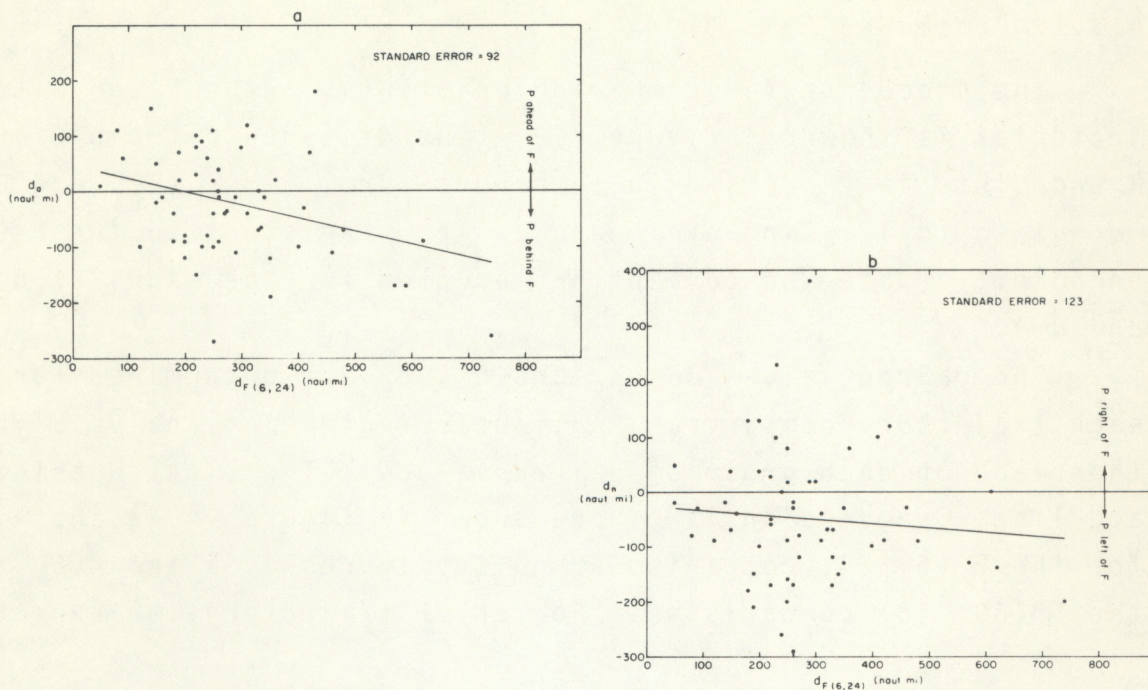 a
STANDARD ERROR = 92
200
100
0
-100
-200
-300
d_a
(naut mi)
P ahead of F
P behind F
0 100 200 300 400 500 600 700 800
d_F(6,24) (naut mi)
b
STANDARD ERROR = 123
400
300
200
100
0
-100
-200
-300
d_n
(naut mi)
P right of F
P left of F
0 100 200 300 400 500 600 700 800
d_F(6,24) (naut mi)